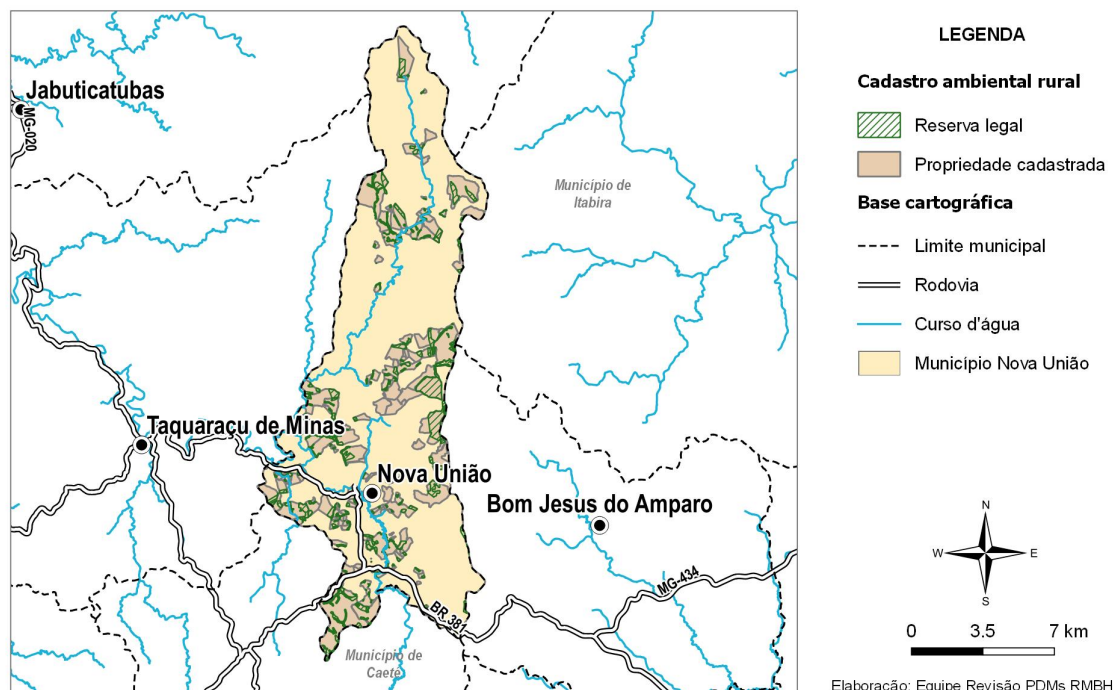 Jabuticatubas
MG-020
Município de
Itabira
Taquaraçu de Minas
Nova União
Bom Jesus do Amparo
MG-434
BR 381
Município de
Caeté
LEGENDA
Cadastro ambiental rural
Reserva legal
Propriedade cadastrada
Base cartográfica
Limite municipal
Rodovia
Curso d'água
Município Nova União
N
W E
S
0 3.5 7 km
Elaboração: Equipe Revisão PDMs RMBH